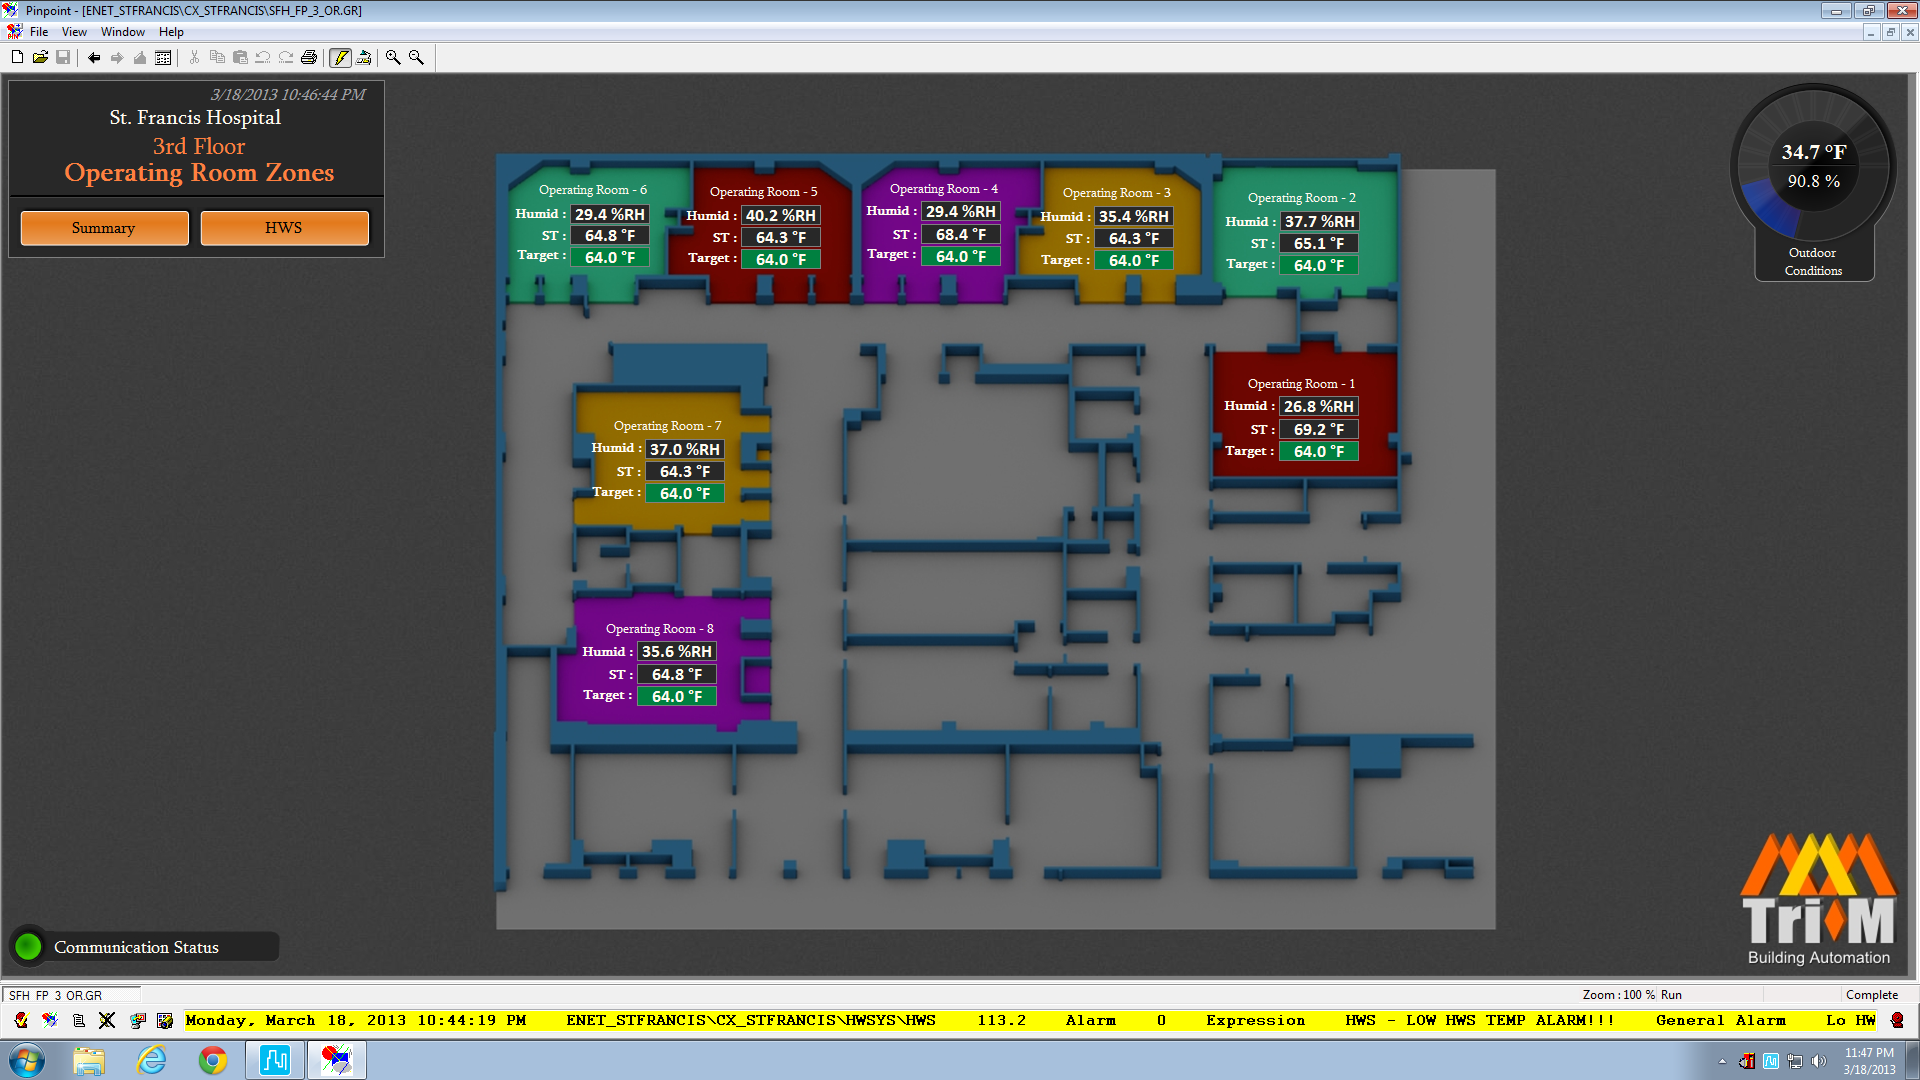 Pinpoint - [ENET_STFRANCIS\CX_STFRANCIS\SFH_FP_3_OR.GR]
File View Window Help
3/18/2013 10:46:44 PM
St. Francis Hospital
3rd Floor
Operating Room Zones
Summary HWS
34.7 °F
90.8 %
Outdoor
Conditions
Operating Room - 6
Humid : 29.4 %RH
ST : 64.8 °F
Target : 64.0 °F
Operating Room - 5
Humid : 40.2 %RH
ST : 64.3 °F
Target : 64.0 °F
Operating Room - 4
Humid : 29.4 %RH
ST : 68.4 °F
Target : 64.0 °F
Operating Room - 3
Humid : 35.4 %RH
ST : 64.3 °F
Target : 64.0 °F
Operating Room - 2
Humid : 37.7 %RH
ST : 65.1 °F
Target : 64.0 °F
Operating Room - 1
Humid : 26.8 %RH
ST : 69.2 °F
Target : 64.0 °F
Operating Room - 7
Humid : 37.0 %RH
ST : 64.3 °F
Target : 64.0 °F
Operating Room - 8
Humid : 35.6 %RH
ST : 64.8 °F
Target : 64.0 °F
Communication Status
Tri M
Building Automation
SFH_FP_3_OR.GR
Zoom : 100 % Run Complete
Monday, March 18, 2013 10:44:19 PM ENET_STFRANCIS\CX_STFRANCIS\HWSYS\HWS 113.2 Alarm 0 Expression HWS - LOW HWS TEMP ALARM!!! General Alarm Lo HW
11:47 PM
3/18/2013